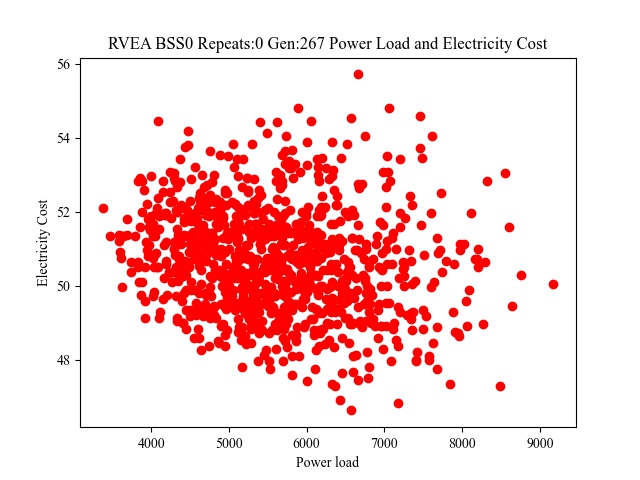 RVEA BSS0 Repeats:0 Gen:267 Power Load and Electricity Cost
56
54
52
50
48
Electricity Cost
4000 5000 6000 7000 8000 9000
Power load